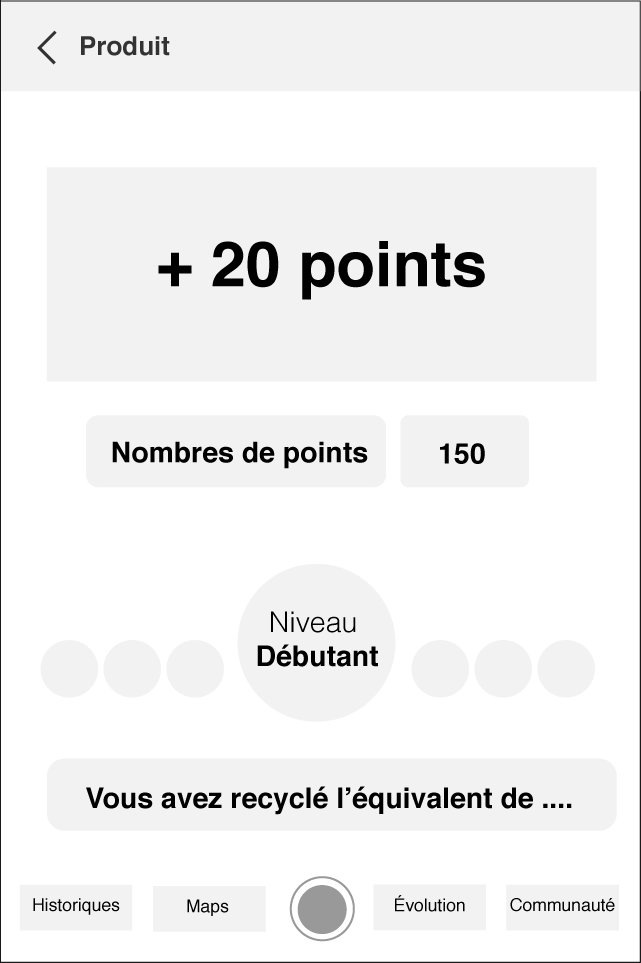 Produit
+ 20 points
Nombres de points
150
Niveau
Débutant
Vous avez recyclé l’équivalent de ....
Historiques
Maps
Évolution
Communauté